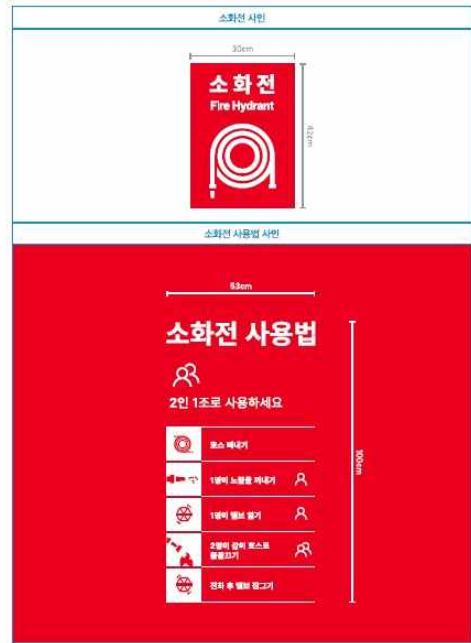 소화전 사인
30cm
소화전
Fire Hydrant
42cm
소화전 사용법 사인
53cm
소화전 사용법
2인 1조로 사용하세요
100cm
호스 빼내기
1명이 노즐을 꺼내기
1명이 밸브 열기
2명이 같이 호스로
불끄기
진화 후 밸브 잠그기